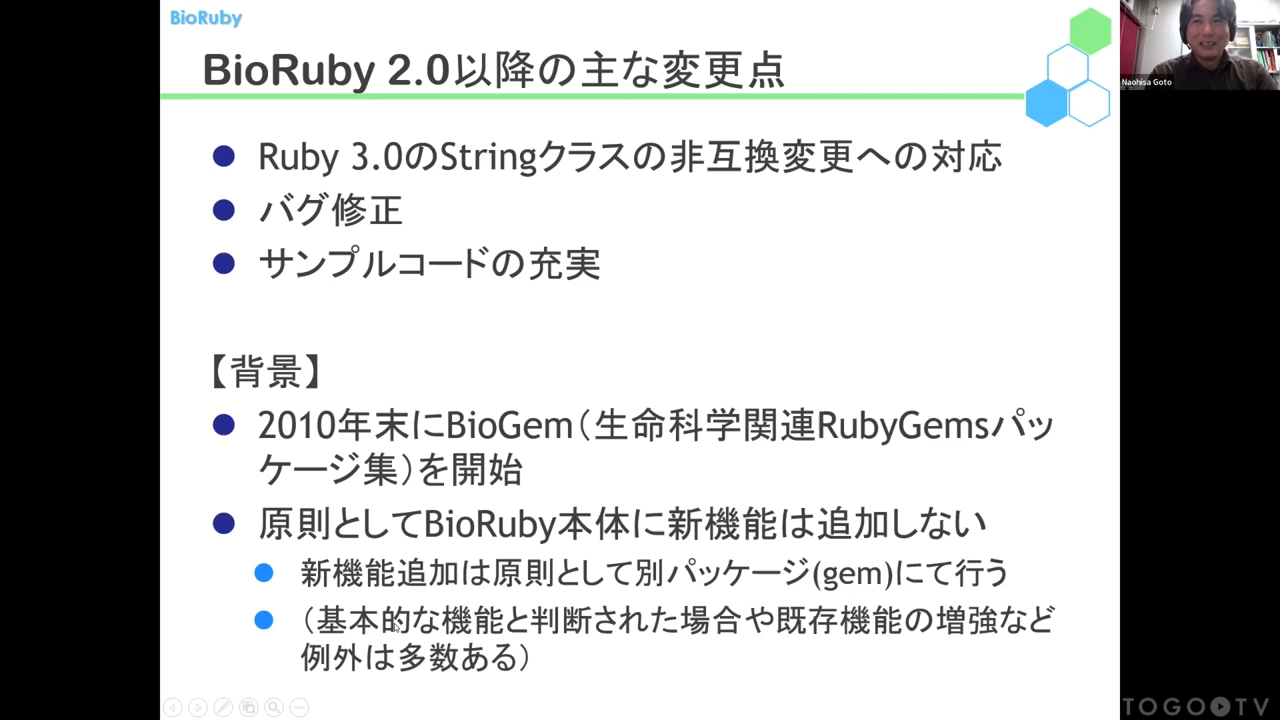 BioRuby
BioRuby 2.0以降の主な変更点
Naohisa Goto
Ruby 3.0のStringクラスの非互換変更への対応
バグ修正
サンプルコードの充実
【背景】
2010年末にBioGem(生命科学関連RubyGemsパッ
ケージ集)を開始
原則としてBioRuby本体に新機能は追加しない
新機能追加は原則として別パッケージ(gem)にて行う
(基本的な機能と判断された場合や既存機能の増強など
例外は多数ある)
TOGO TV